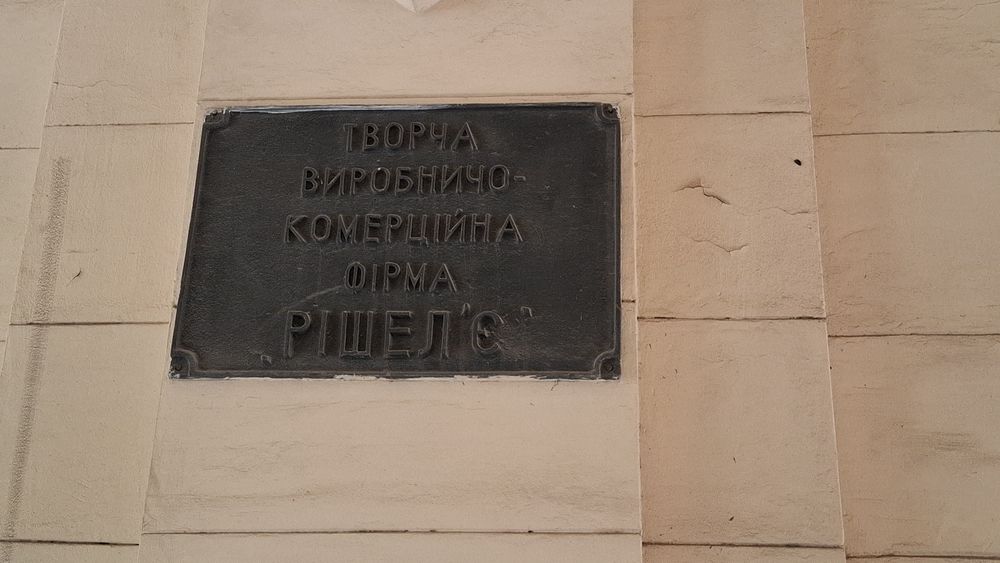 ТВОРЧА
ВИРОБНИЧО-
КОМЕРЦІЙНА
ФІРМА
„РІШЕЛ'Є"